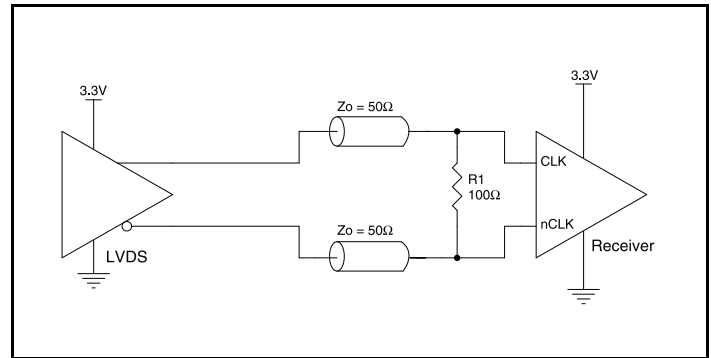 3.3V
LVDS
Zo = 50Ω
Zo = 50Ω
R1
100Ω
3.3V
CLK
nCLK
Receiver